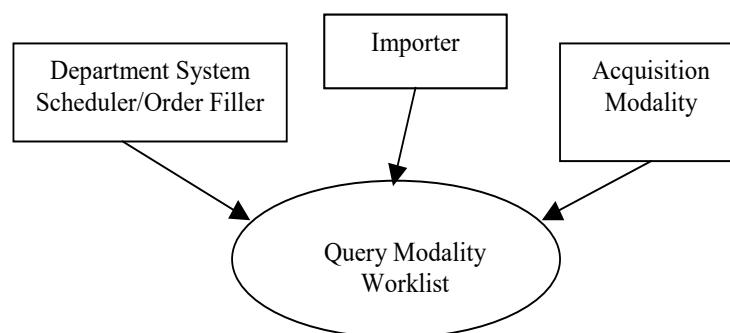 Department System
Scheduler/Order Filler
Importer
Acquisition
Modality
Query Modality
Worklist